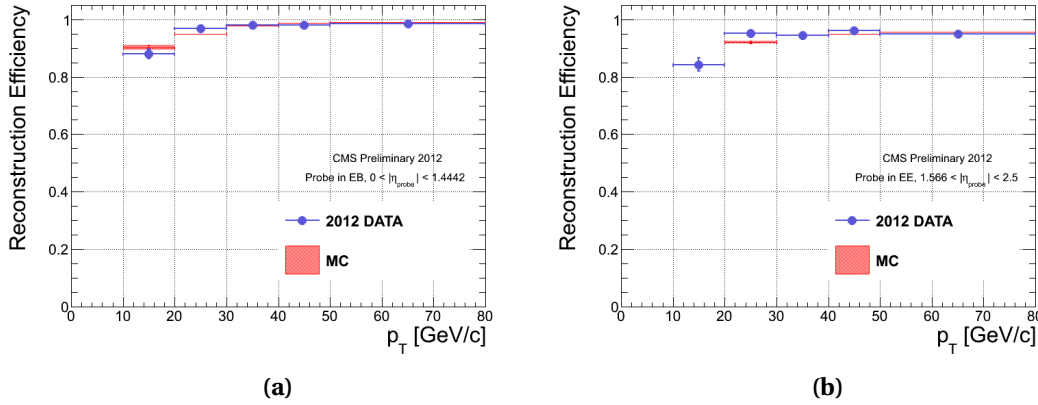 Reconstruction Efficiency
1
0.8
0.6
0.4
0.2
0
CMS Preliminary 2012
Probe in EB, 0 < |η_probe| < 1.4442
2012 DATA
MC
0 10 20 30 40 50 60 70 80
p_T [GeV/c]
(a)
Reconstruction Efficiency
1
0.8
0.6
0.4
0.2
0
CMS Preliminary 2012
Probe in EE, 1.566 < |η_probe| < 2.5
2012 DATA
MC
0 10 20 30 40 50 60 70 80
p_T [GeV/c]
(b)